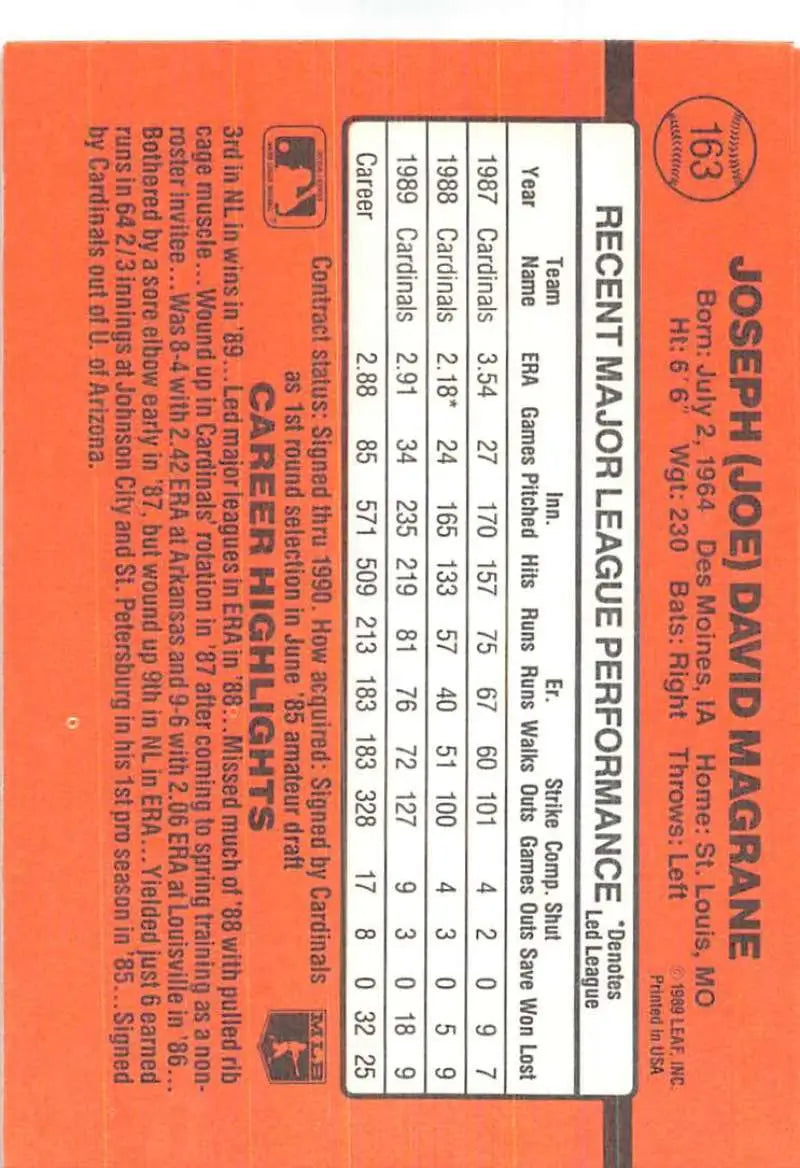 163
JOSEPH (JOE) DAVID MAGRANE
Born: July 2, 1964 Des Moines, IA Home: St. Louis, MO
Ht: 6'6" Wgt: 230 Bats: Right Throws: Left
© 1989 LEAF, INC.
Printed in USA
RECENT MAJOR LEAGUE PERFORMANCE *Denotes Led League
Year Team Name ERA Games Inn. Pitched Hits Runs Er. Runs Walks Strike Outs Comp. Games Shut Outs Save Won Lost
1987 Cardinals 3.54 27 170 157 75 67 60 101 4 2 0 9 7
1988 Cardinals 2.18* 24 165 133 57 40 51 100 4 3 0 5 9
1989 Cardinals 2.91 34 235 219 81 76 72 127 9 3 0 18 9
Career 2.88 85 571 509 213 183 183 328 17 8 0 32 25
Contract status: Signed thru 1990. How acquired: Signed by Cardinals
as 1st round selection in June '85 amateur draft
MLB
CAREER HIGHLIGHTS
3rd in NL in wins in '89...Led major leagues in ERA in '88...Missed much of '88 with pulled rib
cage muscle...Wound up in Cardinals' rotation in '87 after coming to spring training as a non-
roster invitee...Was 8-4 with 2.42 ERA at Arkansas and 9-6 with 2.06 ERA at Louisville in '86...
Bothered by a sore elbow early in '87, but wound up 9th in NL in ERA...Yielded just 6 earned
runs in 64 2/3 innings at Johnson City and St. Petersburg in his 1st pro season in '85...Signed
by Cardinals out of U. of Arizona.